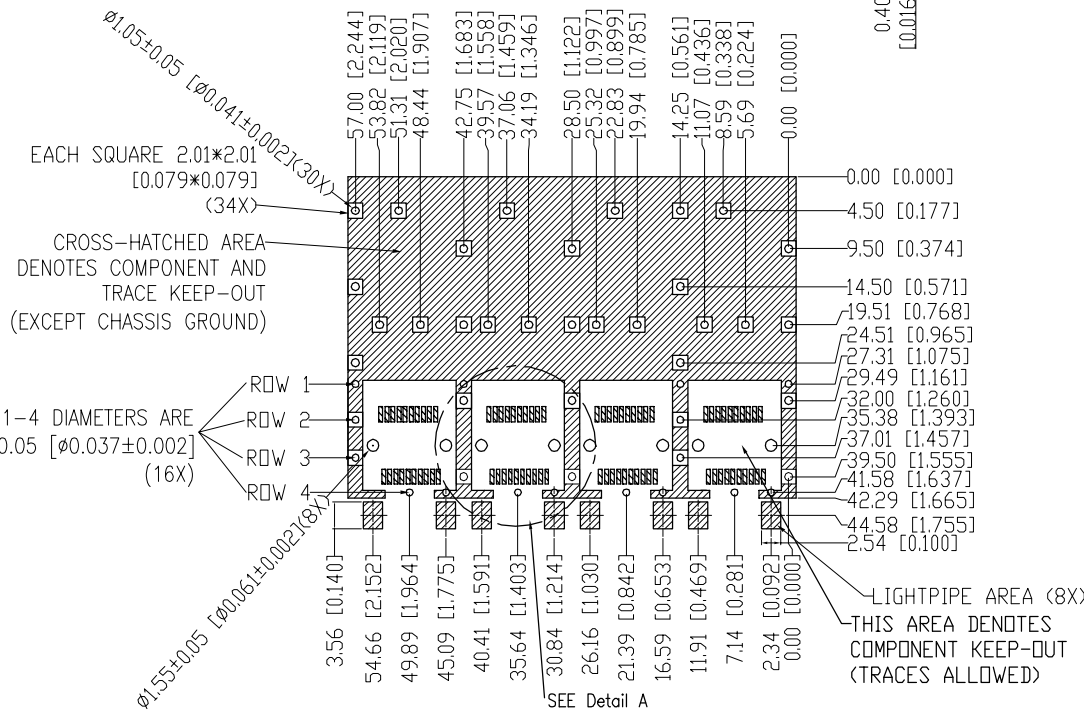 0.40
[0.016
Ø1.05±0.05 [Ø0.041±0.002](30X)
57.00 [2.244]
53.82 [2.119]
51.31 [2.020]
48.44 [1.907]
42.75 [1.683]
39.57 [1.558]
37.06 [1.459]
34.19 [1.346]
28.50 [1.122]
25.32 [0.997]
22.83 [0.899]
19.94 [0.785]
14.25 [0.561]
11.07 [0.436]
8.59 [0.338]
5.69 [0.224]
0.00 [0.000]
EACH SQUARE 2.01*2.01
[0.079*0.079]
(34X)
CROSS-HATCHED AREA
DENOTES COMPONENT AND
TRACE KEEP-OUT
(EXCEPT CHASSIS GROUND)
0.00 [0.000]
4.50 [0.177]
9.50 [0.374]
14.50 [0.571]
19.51 [0.768]
24.51 [0.965]
27.31 [1.075]
29.49 [1.161]
32.00 [1.260]
35.38 [1.393]
37.01 [1.457]
39.50 [1.555]
41.58 [1.637]
42.29 [1.665]
44.58 [1.755]
2.54 [0.100]
ROW 1
ROW 2
ROW 3
ROW 4
1-4 DIAMETERS ARE
0.05 [Ø0.037±0.002]
(16X)
Ø1.55±0.05 [Ø0.061±0.002](8X)
3.56 [0.140]
54.66 [2.152]
49.89 [1.964]
45.09 [1.775]
40.41 [1.591]
35.64 [1.403]
30.84 [1.214]
26.16 [1.030]
21.39 [0.842]
16.59 [0.653]
11.91 [0.469]
7.14 [0.281]
2.34 [0.092]
0.00 [0.000]
LIGHTPIPE AREA (8X)
THIS AREA DENOTES
COMPONENT KEEP-OUT
(TRACES ALLOWED)
SEE Detail A